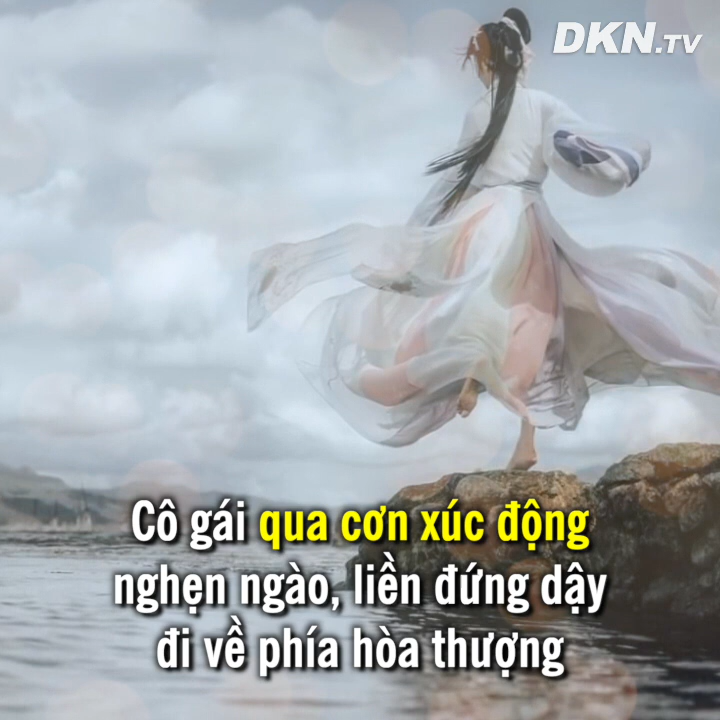 DKN.TV
Cô gái qua cơn xúc động
nghẹn ngào, liền đứng dậy
đi về phía hòa thượng